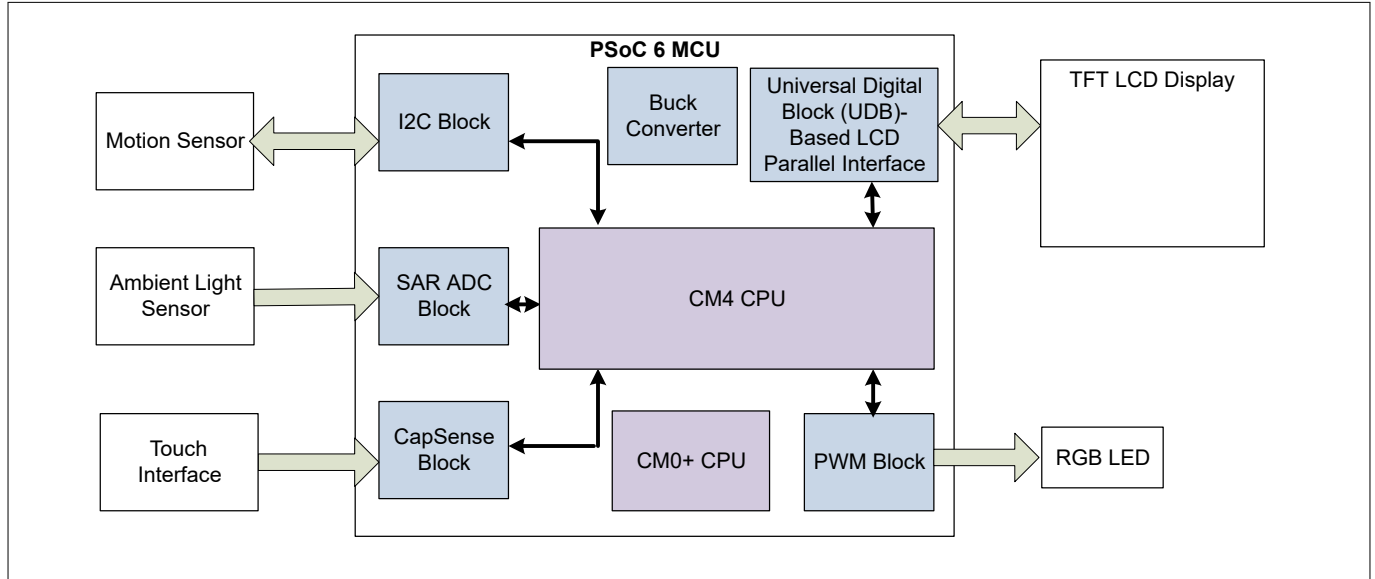 PSoC 6 MCU
Motion Sensor
I2C Block
Buck
Converter
Universal Digital
Block (UDB)-
Based LCD
Parallel Interface
TFT LCD Display
Ambient Light
Sensor
SAR ADC
Block
CM4 CPU
Touch
Interface
CapSense
Block
CM0+ CPU
PWM Block
RGB LED